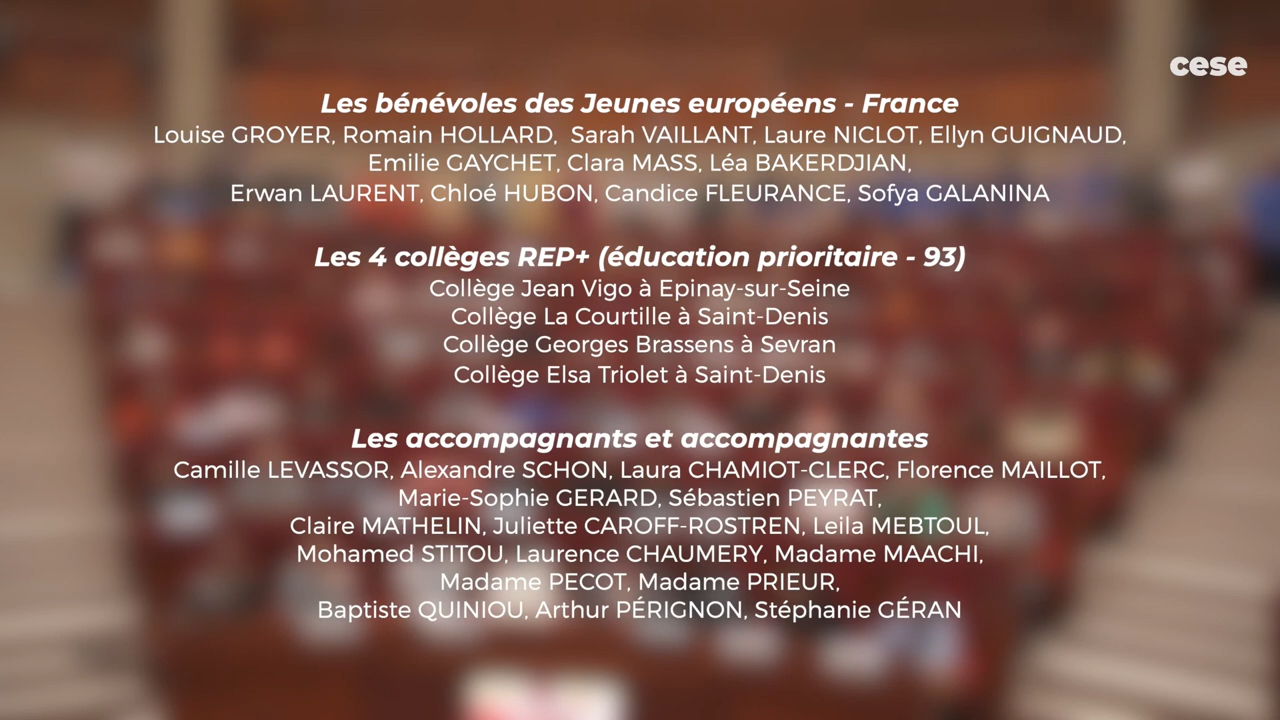 cese
Les bénévoles des Jeunes européens - France
Louise GROYER, Romain HOLLARD,  Sarah VAILLANT, Laure NICLOT, Ellyn GUIGNAUD,
Emilie GAYCHET, Clara MASS, Léa BAKERDJIAN,
Erwan LAURENT, Chloé HUBON, Candice FLEURANCE, Sofya GALANINA
Les 4 collèges REP+ (éducation prioritaire - 93)
Collège Jean Vigo à Epinay-sur-Seine
Collège La Courtille à Saint-Denis
Collège Georges Brassens à Sevran
Collège Elsa Triolet à Saint-Denis
Les accompagnants et accompagnantes
Camille LEVASSOR, Alexandre SCHON, Laura CHAMIOT-CLERC, Florence MAILLOT,
Marie-Sophie GERARD, Sébastien PEYRAT,
Claire MATHELIN, Juliette CAROFF-ROSTREN, Leila MEBTOUL,
Mohamed STITOU, Laurence CHAUMERY, Madame MAACHI,
Madame PECOT, Madame PRIEUR,
Baptiste QUINIOU, Arthur PÉRIGNON, Stéphanie GÉRAN